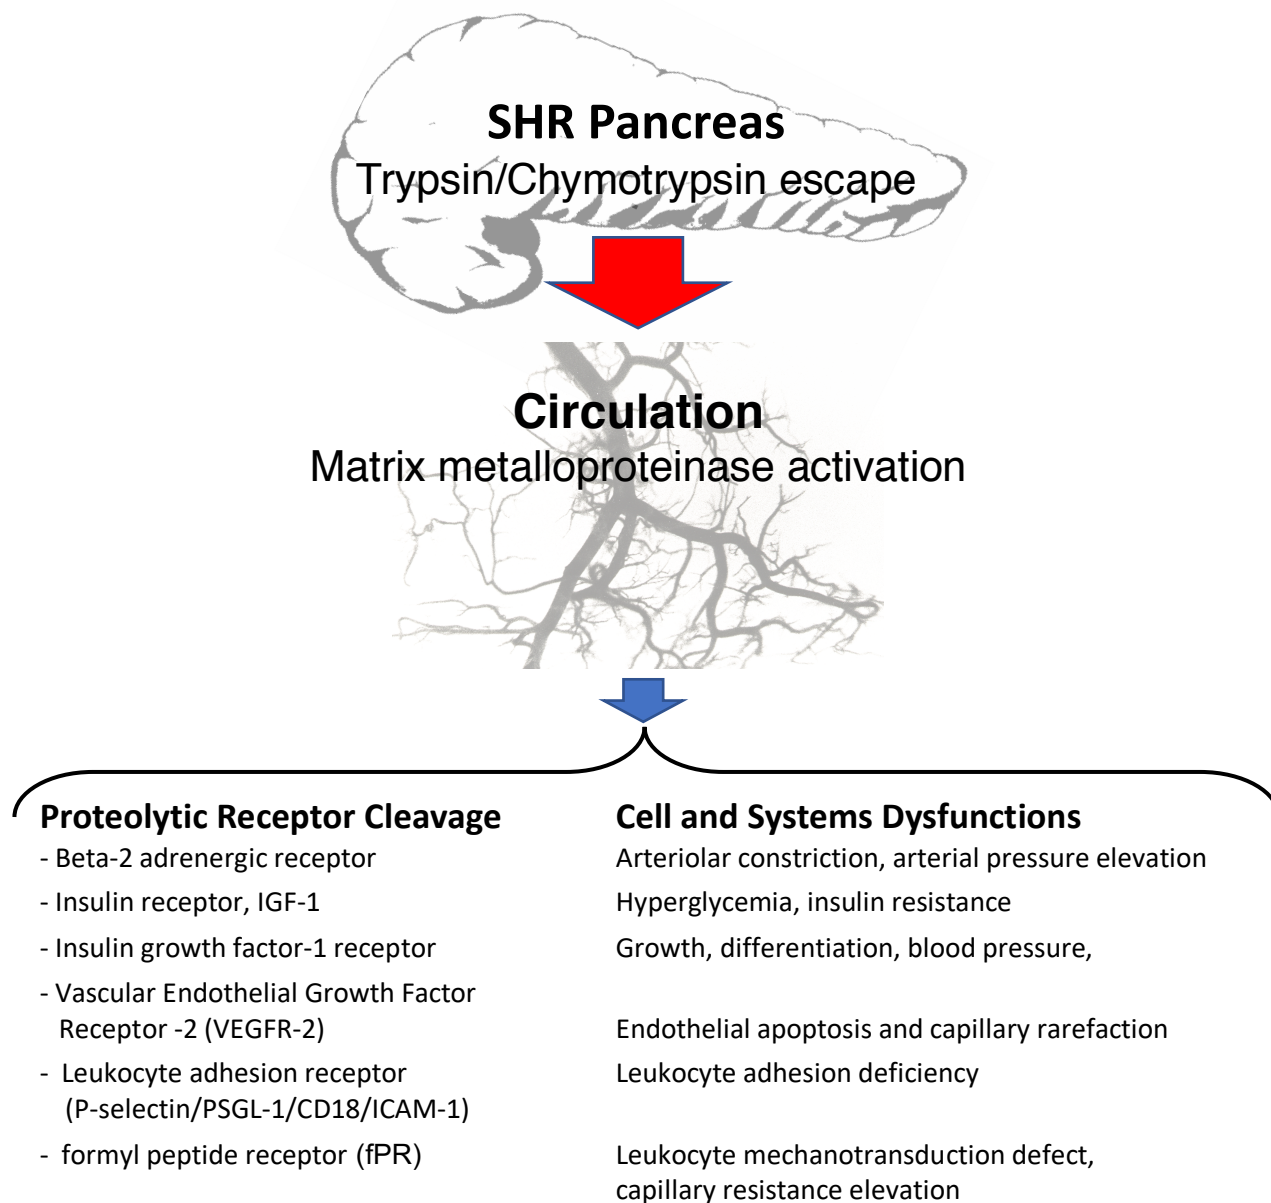 SHR Pancreas
Trypsin/Chymotrypsin escape
Circulation
Matrix metalloproteinase activation
Proteolytic Receptor Cleavage
- Beta-2 adrenergic receptor
- Insulin receptor, IGF-1
- Insulin growth factor-1 receptor
- Vascular Endothelial Growth Factor
Receptor -2 (VEGFR-2)
- Leukocyte adhesion receptor
(P-selectin/PSGL-1/CD18/ICAM-1)
- formyl peptide receptor (fPR)
Cell and Systems Dysfunctions
Arteriolar constriction, arterial pressure elevation
Hyperglycemia, insulin resistance
Growth, differentiation, blood pressure,
Endothelial apoptosis and capillary rarefaction
Leukocyte adhesion deficiency
Leukocyte mechanotransduction defect,
capillary resistance elevation